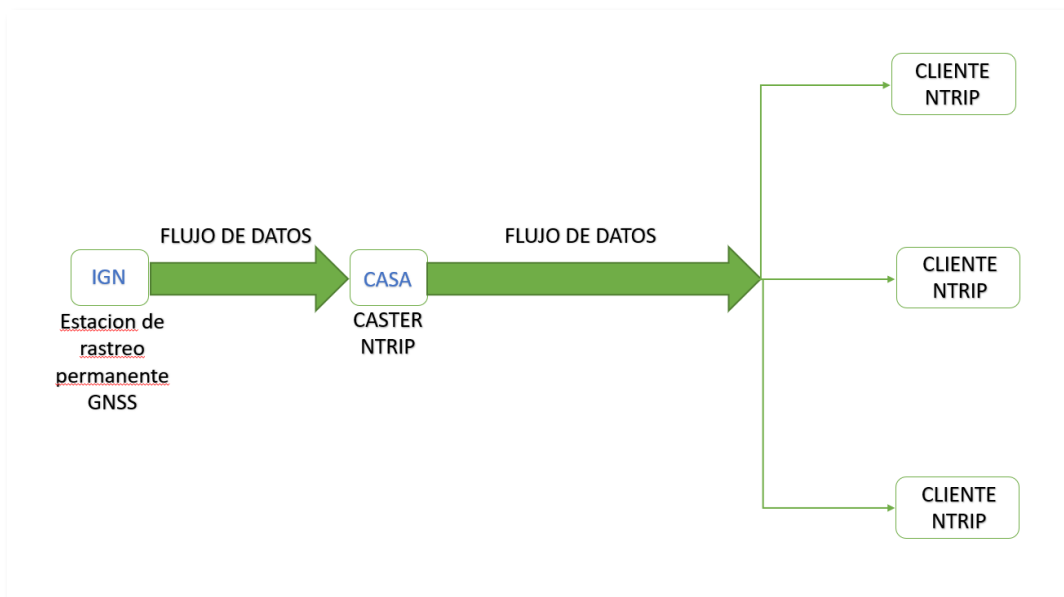 FLUJO DE DATOS
IGN
Estacion de
rastreo
permanente
GNSS
FLUJO DE DATOS
CASA
CASTER
NTRIP
CLIENTE
NTRIP
CLIENTE
NTRIP
CLIENTE
NTRIP